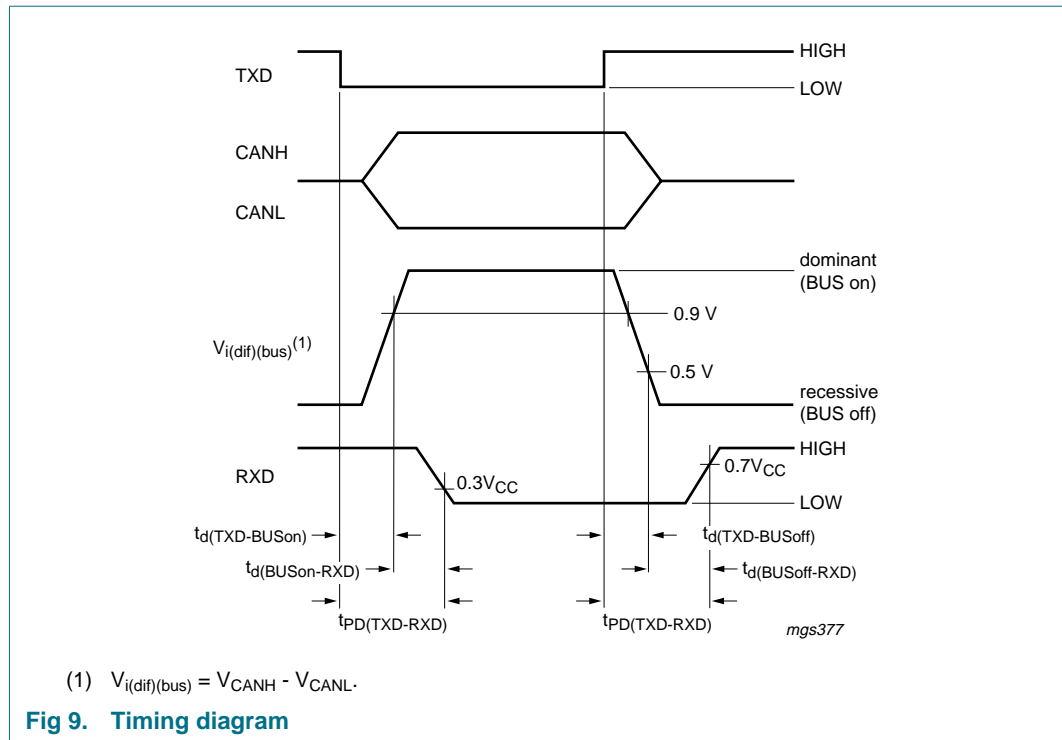 HIGH
TXD
LOW
CANH
CANL
dominant
(BUS on)
0.9 V
Vi(dif)(bus)(1)
0.5 V
recessive
(BUS off)
HIGH
RXD
0.3VCC
0.7VCC
LOW
td(TXD-BUSon)
td(TXD-BUSoff)
td(BUSon-RXD)
td(BUSoff-RXD)
tPD(TXD-RXD)
tPD(TXD-RXD)
mgs377
(1) Vi(dif)(bus) = VCANH - VCANL.
Fig 9. Timing diagram